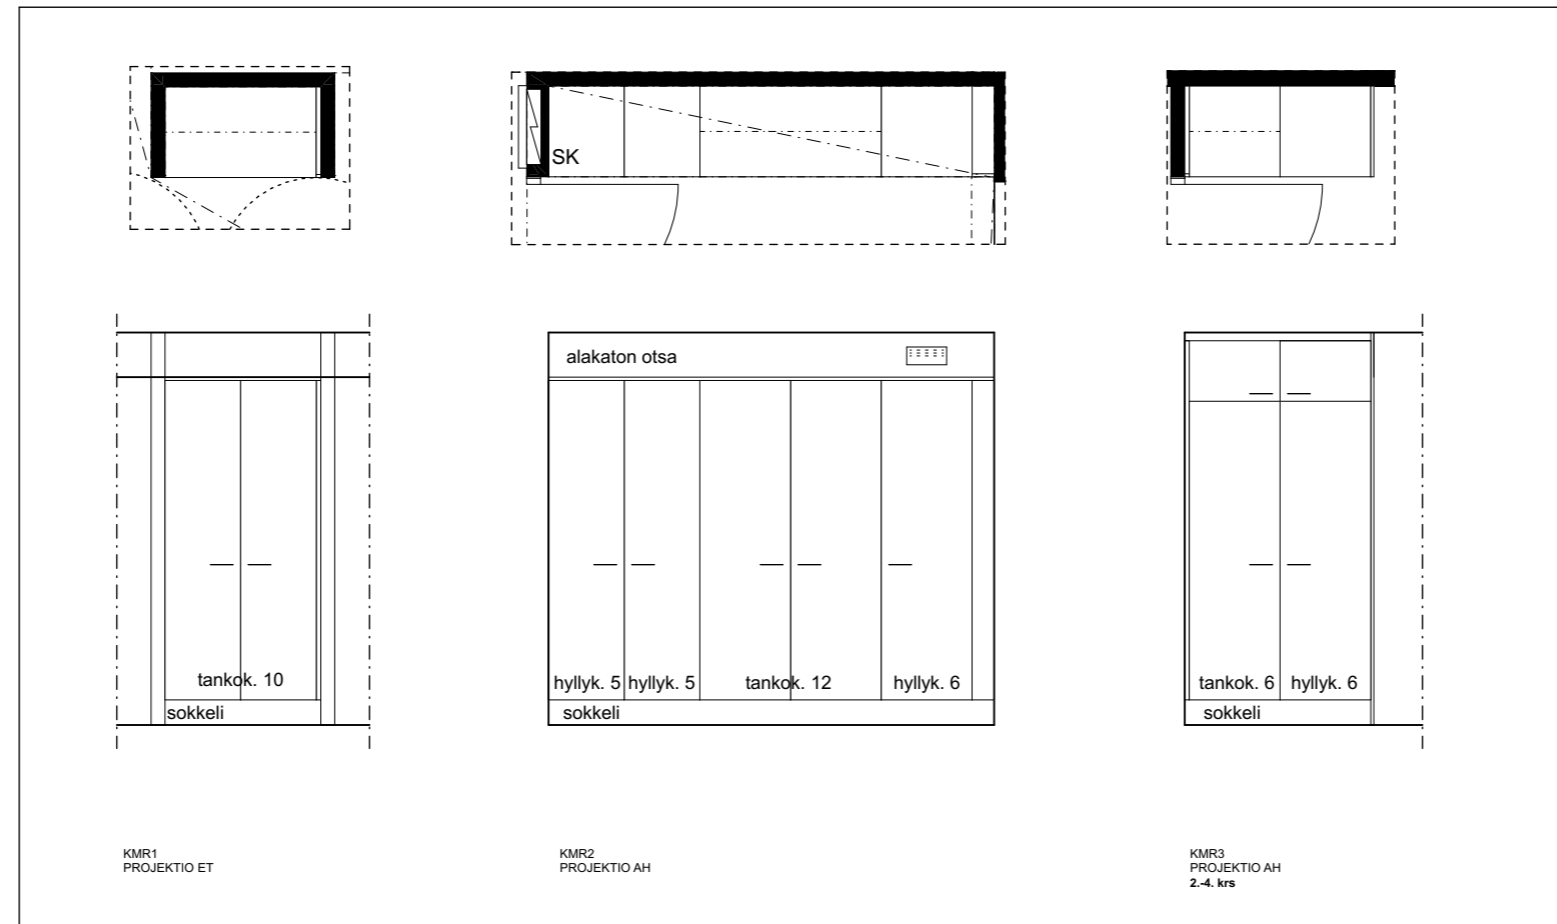 SK
alakaton otsa
tankok. 10
sokkeli
hyllyk. 5
hyllyk. 5
tankok. 12
hyllyk. 6
sokkeli
tankok. 6
hyllyk. 6
sokkeli
KMR1
PROJEKTIO ET
KMR2
PROJEKTIO AH
KMR3
PROJEKTIO AH
2.-4. krs